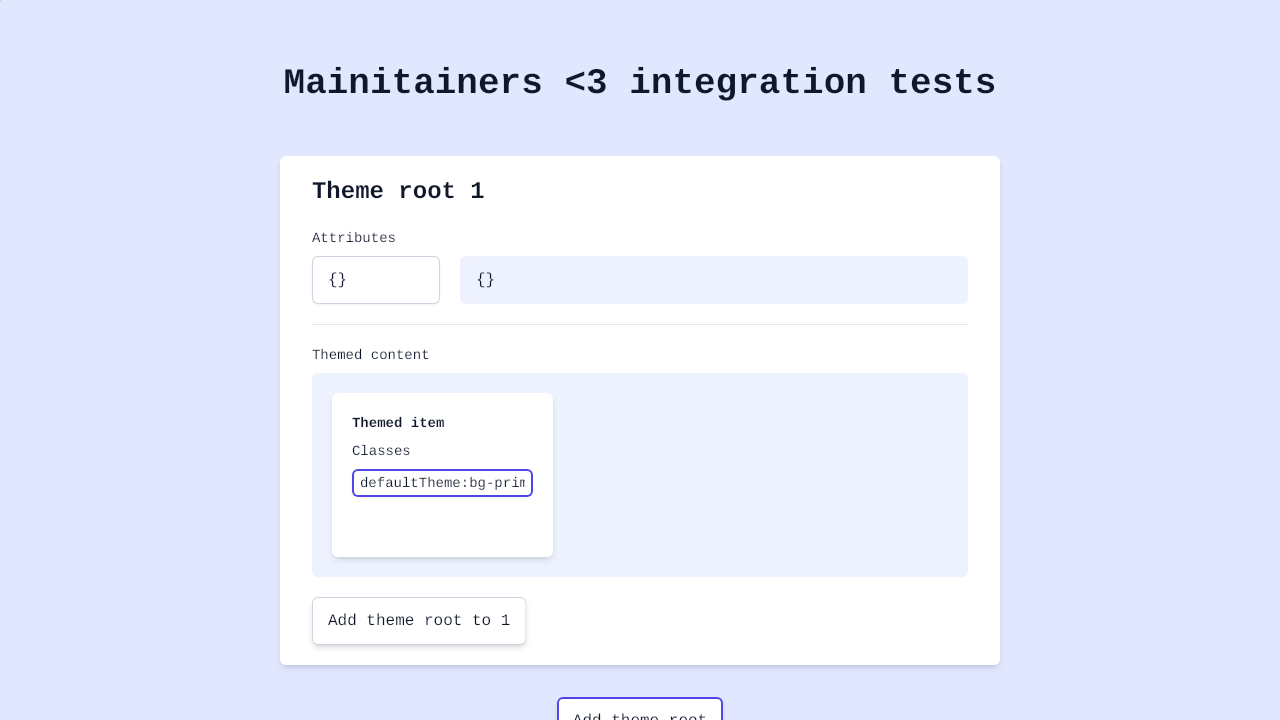 Mainitainers <3 integration tests
Theme root 1
Attributes
{}
{}
Themed content
Themed item
Classes
defaultTheme:bg-prim
Add theme root to 1
Add theme root